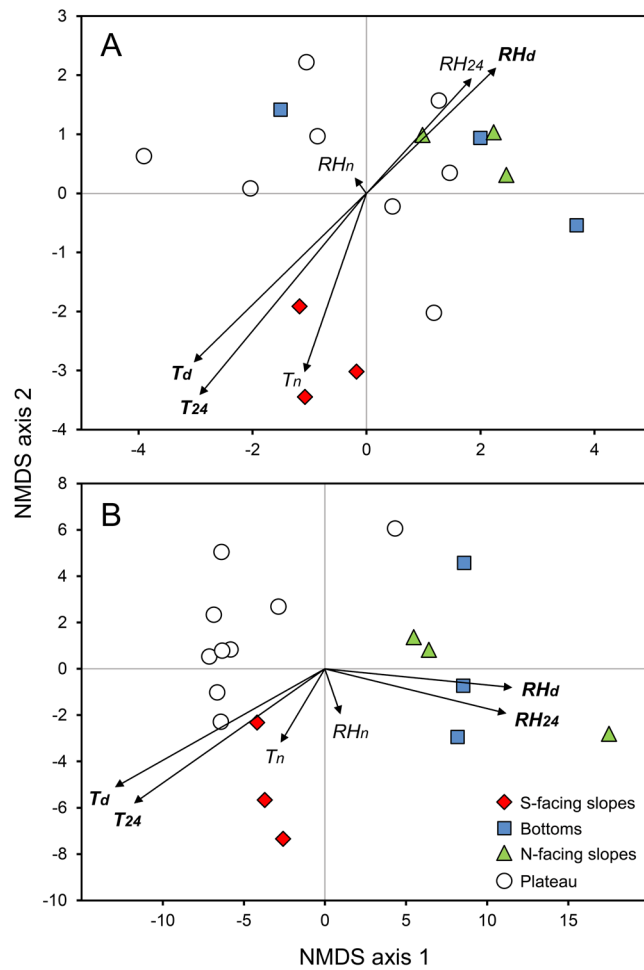 A
3
2
1
0
-1
-2
-3
-4
-4
-2
0
2
4
RH24
RHd
RHn
Td
T24
Tn
NMDS axis 2
B
8
6
4
2
0
-2
-4
-6
-8
-10
-10
-5
0
5
10
15
RHd
RH24
RHn
Tn
Td
T24
S-facing slopes
Bottoms
N-facing slopes
Plateau
NMDS axis 1